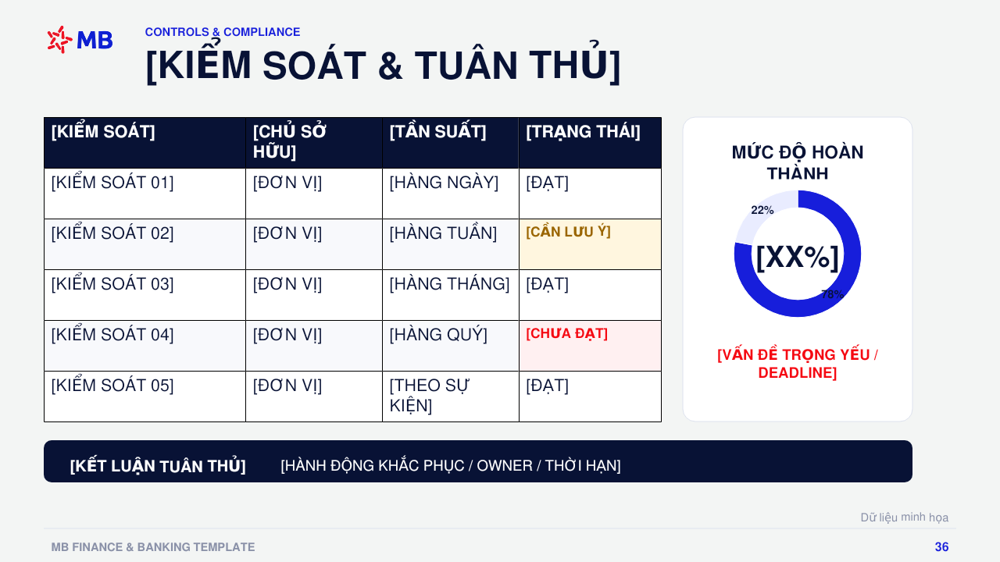 MB
CONTROLS & COMPLIANCE
[KIỂM SOÁT & TUÂN THỦ]
[KIỂM SOÁT] [CHỦ SỞ HỮU] [TẦN SUẤT] [TRẠNG THÁI]
[KIỂM SOÁT 01] [ĐƠN VỊ] [HÀNG NGÀY] [ĐẠT]
[KIỂM SOÁT 02] [ĐƠN VỊ] [HÀNG TUẦN] [CẦN LƯU Ý]
[KIỂM SOÁT 03] [ĐƠN VỊ] [HÀNG THÁNG] [ĐẠT]
[KIỂM SOÁT 04] [ĐƠN VỊ] [HÀNG QUÝ] [CHƯA ĐẠT]
[KIỂM SOÁT 05] [ĐƠN VỊ] [THEO SỰ KIỆN] [ĐẠT]
MỨC ĐỘ HOÀN
THÀNH
22%
[XX%]
78%
[VẤN ĐỀ TRỌNG YẾU /
DEADLINE]
[KẾT LUẬN TUÂN THỦ] [HÀNH ĐỘNG KHẮC PHỤC / OWNER / THỜI HẠN]
Dữ liệu minh họa
MB FINANCE & BANKING TEMPLATE 36